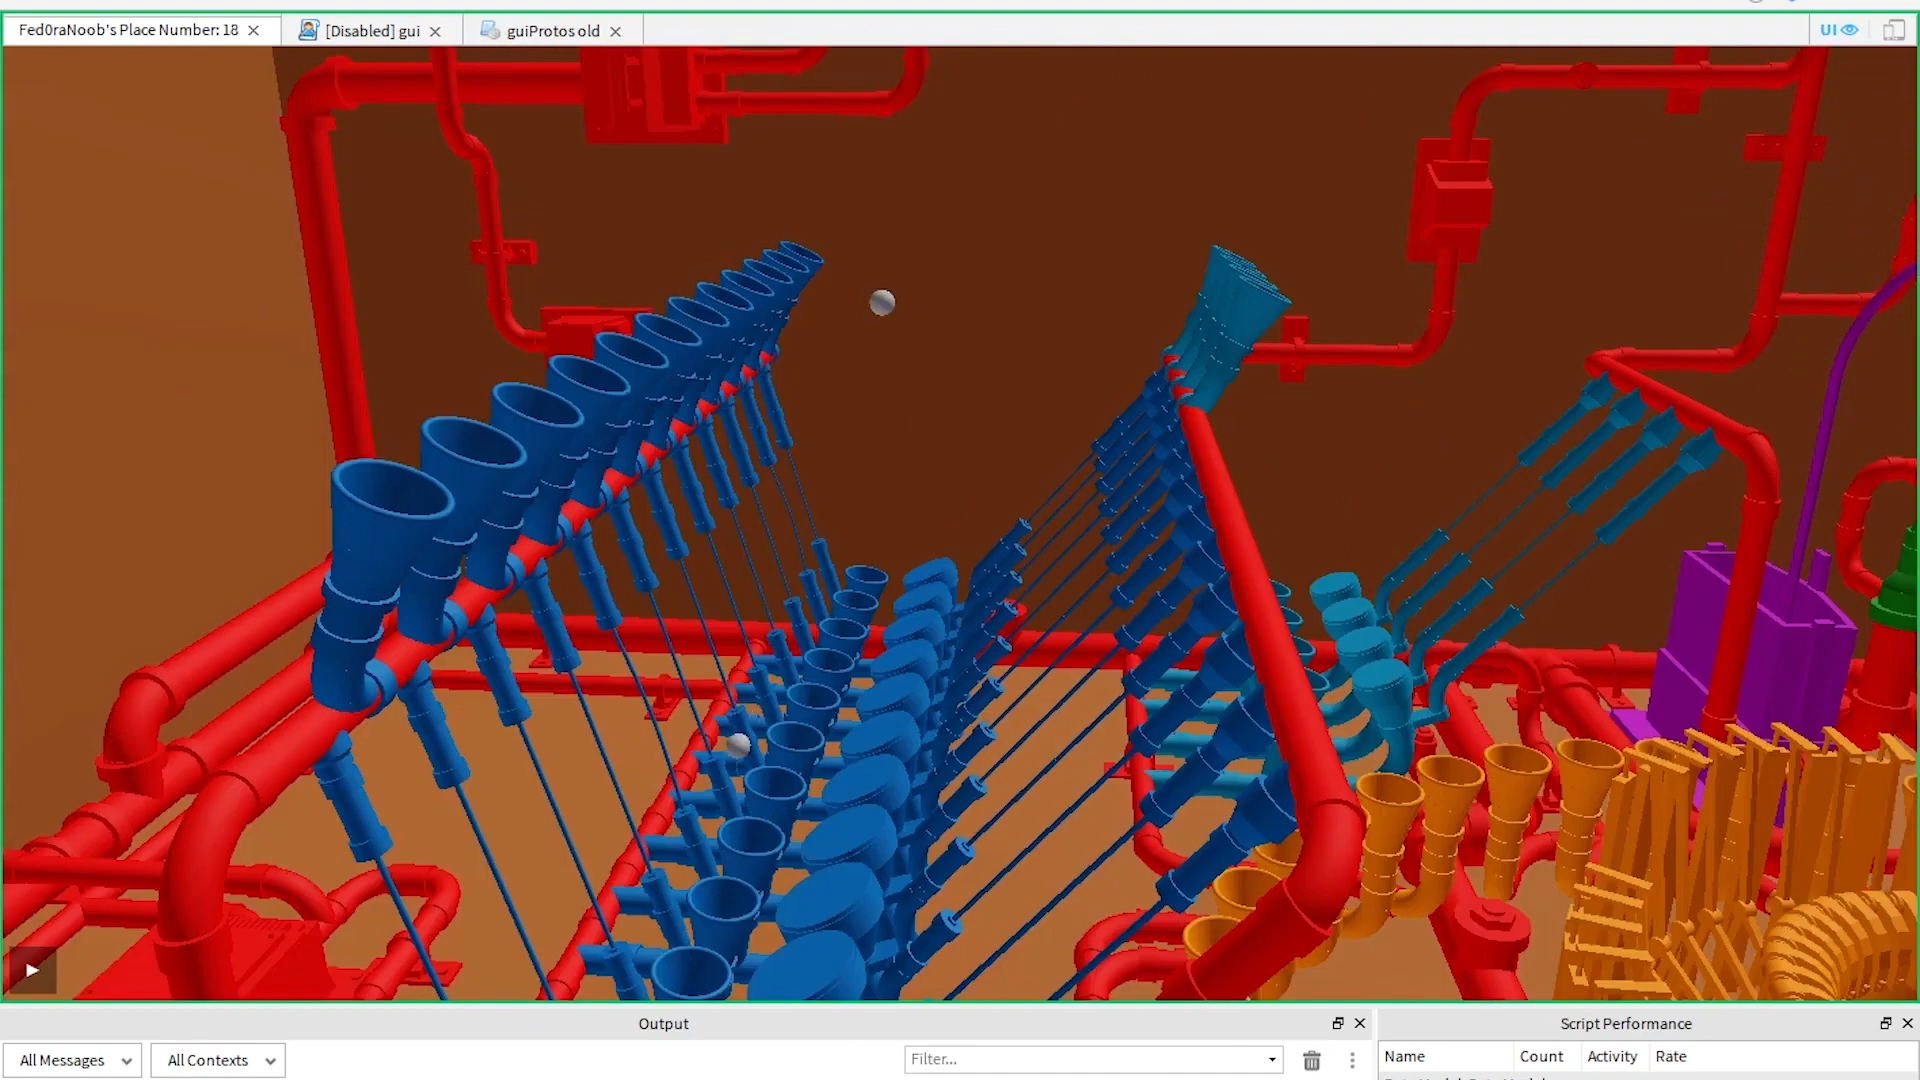 Fed0raNoob's Place Number: 18
[Disabled] gui
guiProtos old
UI
Output
Script Performance
All Messages
All Contexts
Filter...
Name
Count
Activity
Rate